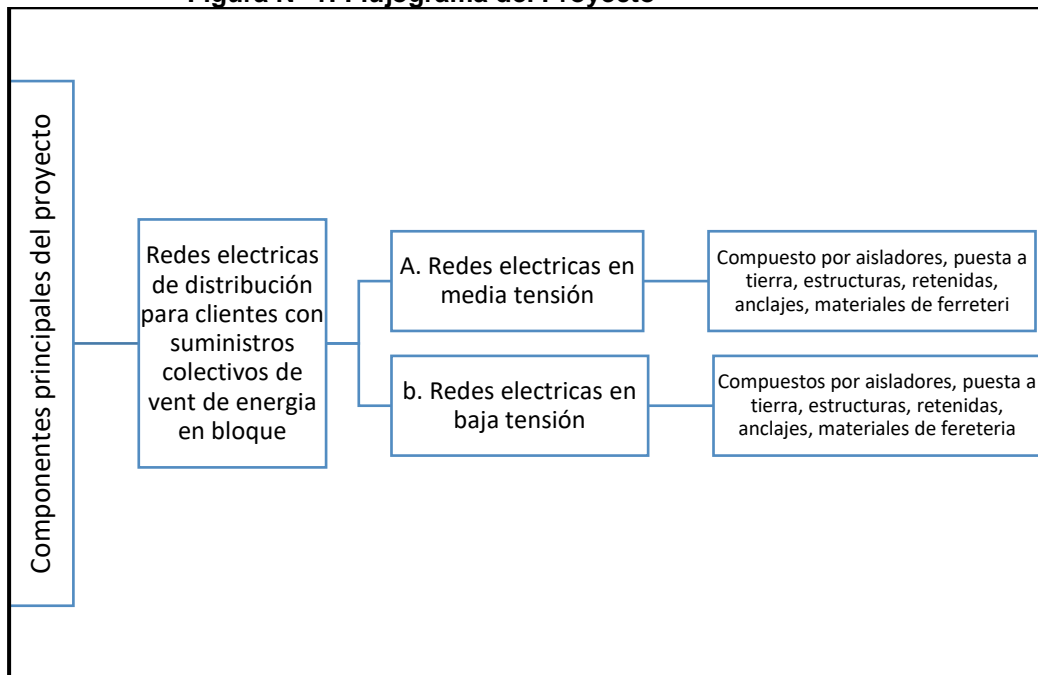 Componentes principales del proyecto
Redes electricas
de distribución
para clientes con
suministros
colectivos de
vent de energia
en bloque
A. Redes electricas en
media tensión
Compuesto por aisladores, puesta a
tierra, estructuras, retenidas,
anclajes, materiales de ferreteri
b. Redes electricas en
baja tensión
Compuestos por aisladores, puesta a
tierra, estructuras, retenidas,
anclajes, materiales de fereteria